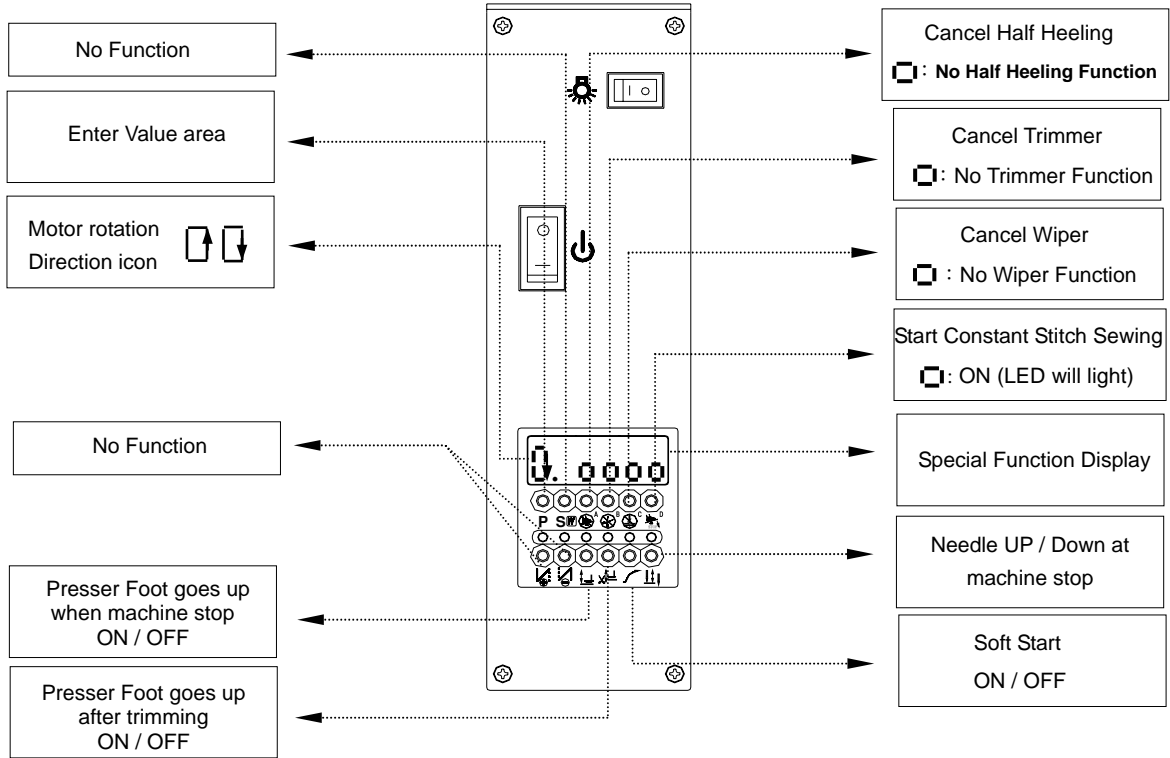 No Function
Enter Value area
Motor rotation
Direction icon
No Function
Presser Foot goes up
when machine stop
ON / OFF
Presser Foot goes up
after trimming
ON / OFF
P S W A B C D
A
Cancel Half Heeling
: No Half Heeling Function
Cancel Trimmer
: No Trimmer Function
Cancel Wiper
: No Wiper Function
Start Constant Stitch Sewing
: ON (LED will light)
Special Function Display
Needle UP / Down at
machine stop
Soft Start
ON / OFF